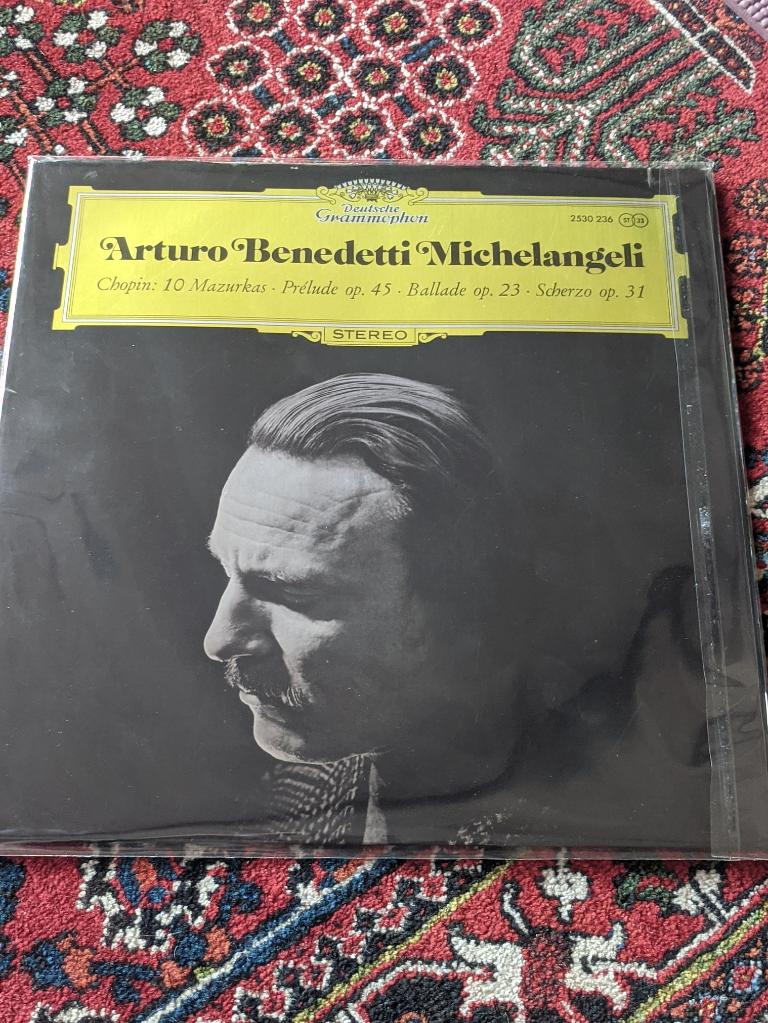 Deutsche
Grammophon
2530 236 ST 33
Arturo Benedetti Michelangeli
Chopin: 10 Mazurkas · Prélude op. 45 · Ballade op. 23 · Scherzo op. 31
STEREO